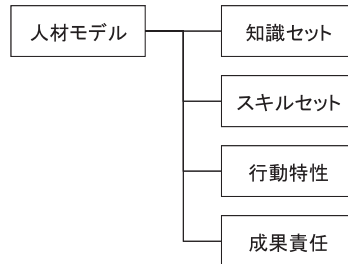 人材モデル
知識セット
スキルセット
行動特性
成果責任